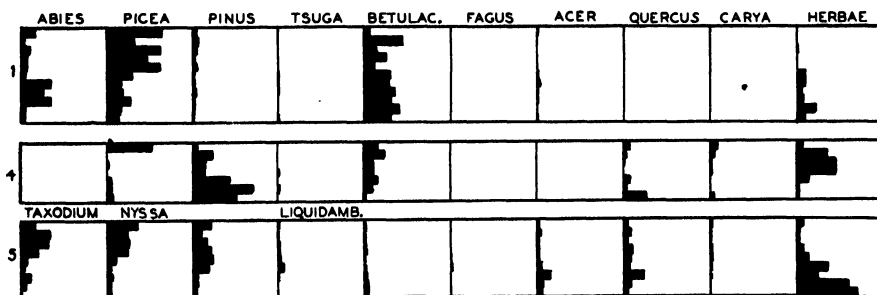 ABIES PICEA PINUS TSUGA BETULAC. FAGUS ACER QUERCUS CARYA HERBAE
1
4
TAXODIUM NYSSA LIQUIDAMB.
5